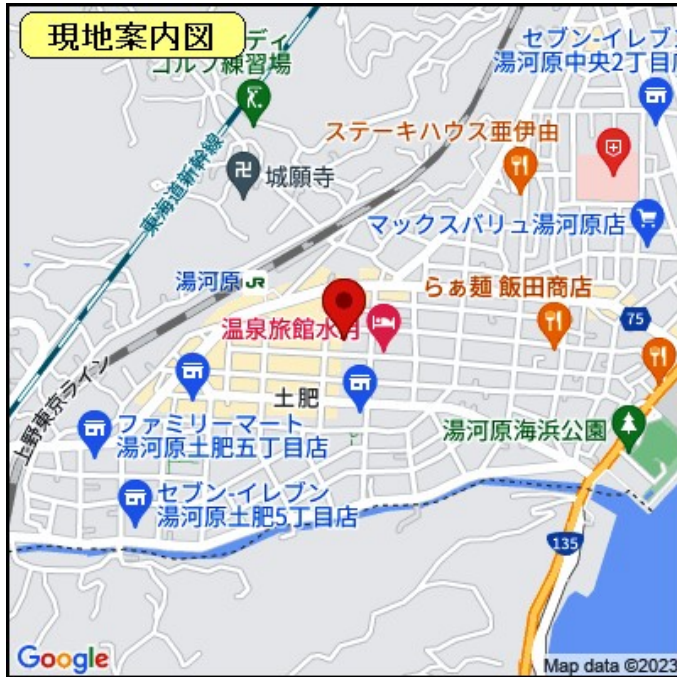 現地案内図
ディ
ゴルフ練習場
セブン-イレブン
湯河原中央2丁目店
ステーキハウス亜伊由
東海道新幹線
城願寺
マックスバリュ湯河原店
湯河原 JR
らぁ麺 飯田商店
75
温泉旅館水月
土肥
上野東京ライン
ファミリーマート
湯河原土肥五丁目店
湯河原海浜公園
セブン-イレブン
湯河原土肥5丁目店
135
Google
Map data ©2023